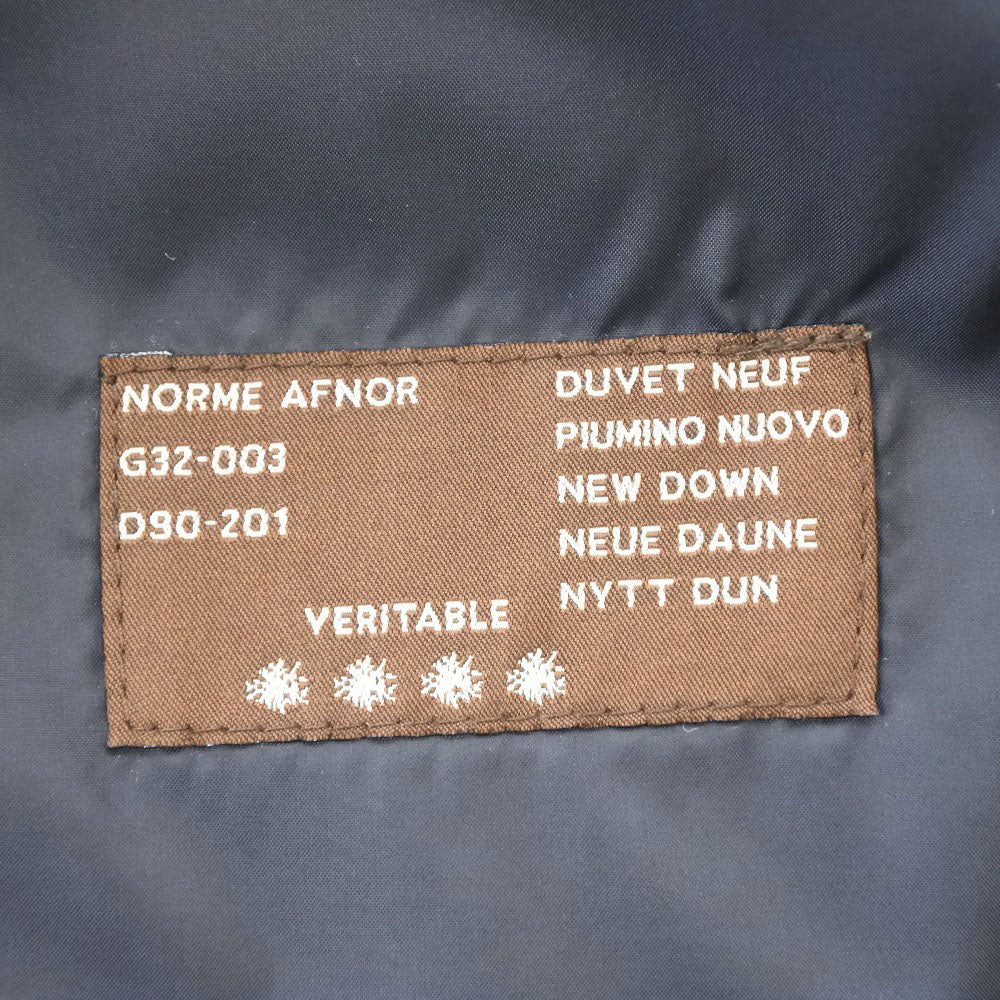 NORME AFNOR
G32-003
D90-201
VERITABLE
DUVET NEUF
PIUMINO NUOVO
NEW DOWN
NEUE DAUNE
NYTT DUN